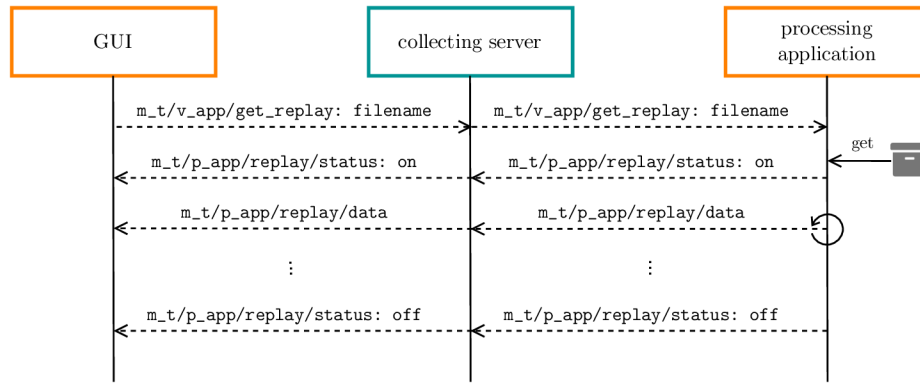 GUI
collecting server
processing
application
m_t/v_app/get_replay: filename
m_t/v_app/get_replay: filename
get
m_t/p_app/replay/status: on
m_t/p_app/replay/status: on
m_t/p_app/replay/data
m_t/p_app/replay/data
⋮
⋮
m_t/p_app/replay/status: off
m_t/p_app/replay/status: off